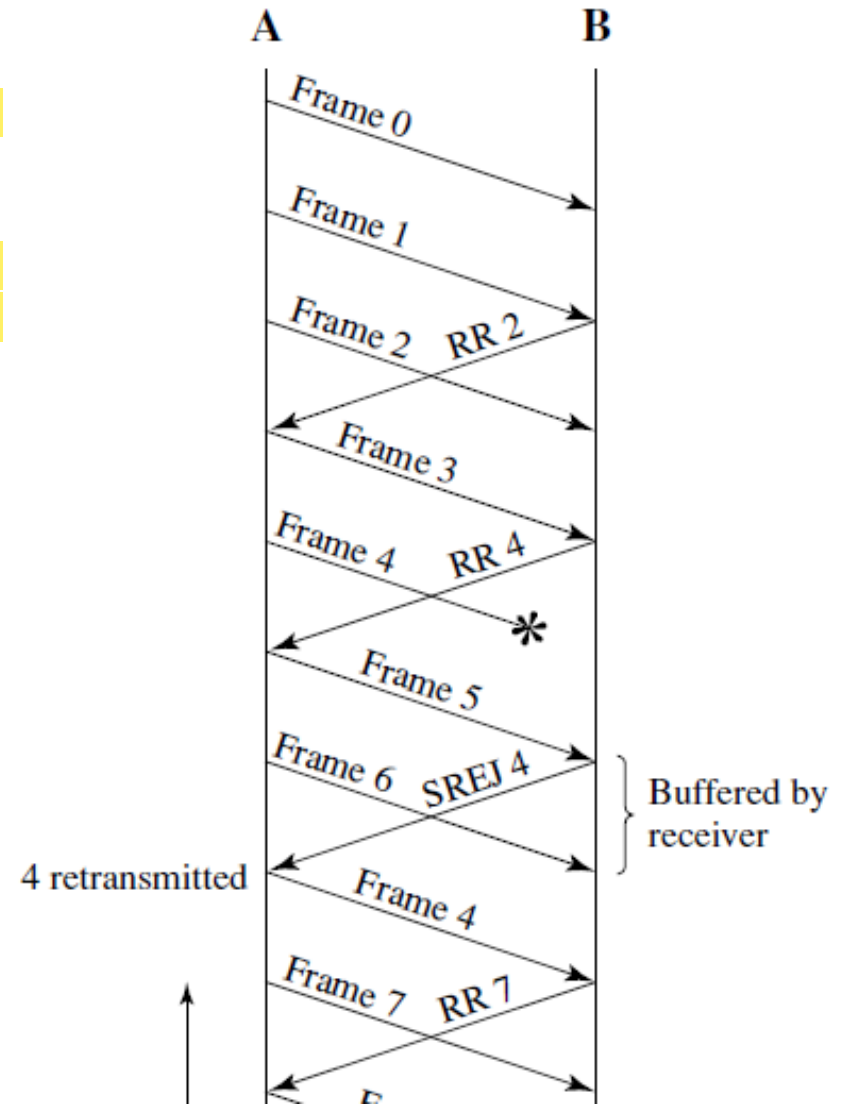 A
B
Frame 0
Frame 1
Frame 2
RR 2
Frame 3
Frame 4
RR 4
*
Frame 5
Frame 6
SREJ 4
Buffered by
receiver
4 retransmitted
Frame 4
Frame 7
RR 7